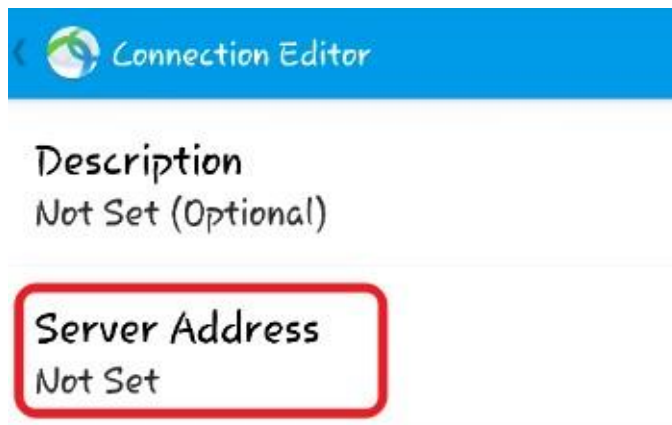 Connection Editor
Description
Not Set (Optional)
Server Address
Not Set